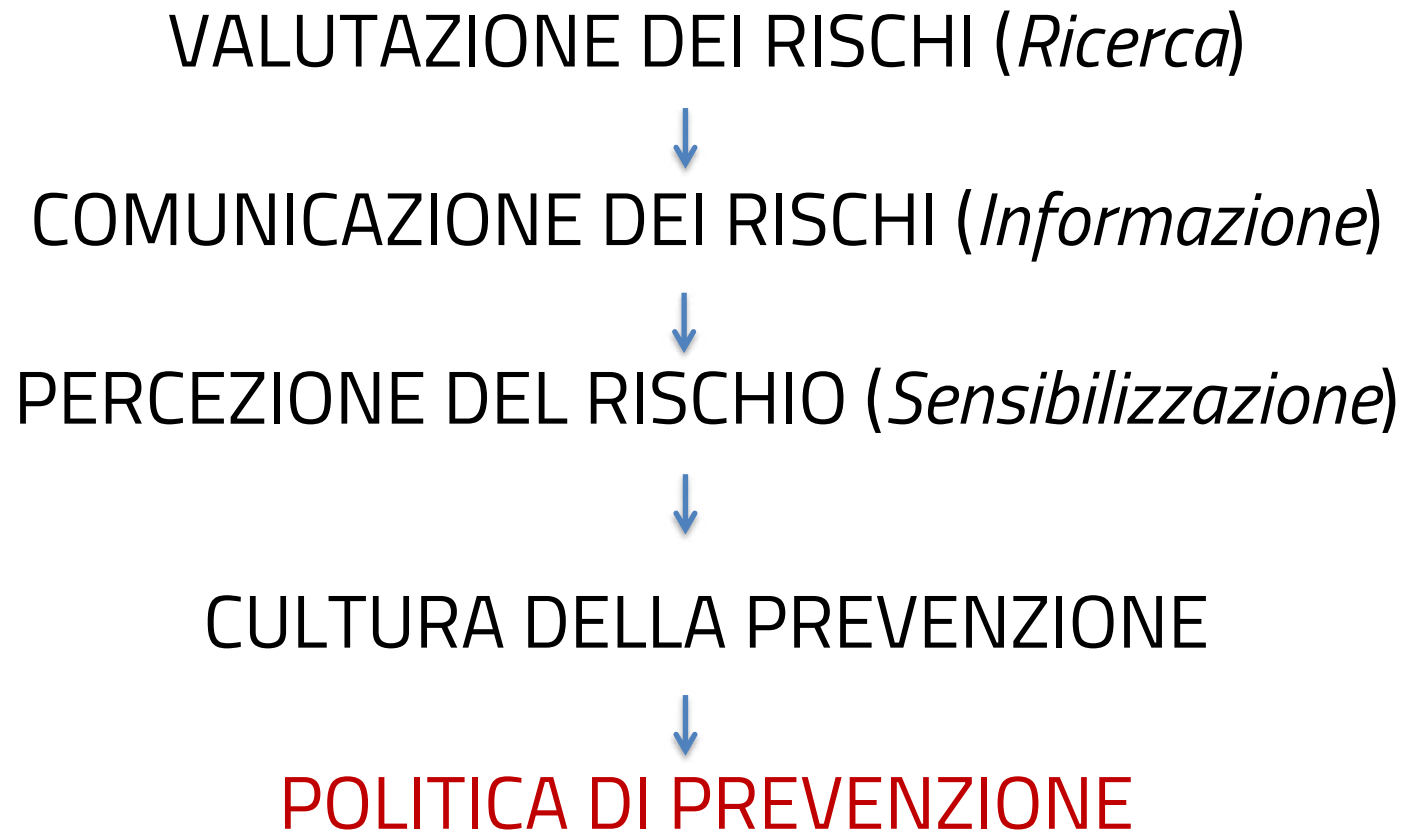 VALUTAZIONE DEI RISCHI (Ricerca)
COMUNICAZIONE DEI RISCHI (Informazione)
PERCEZIONE DEL RISCHIO (Sensibilizzazione)
CULTURA DELLA PREVENZIONE
POLITICA DI PREVENZIONE